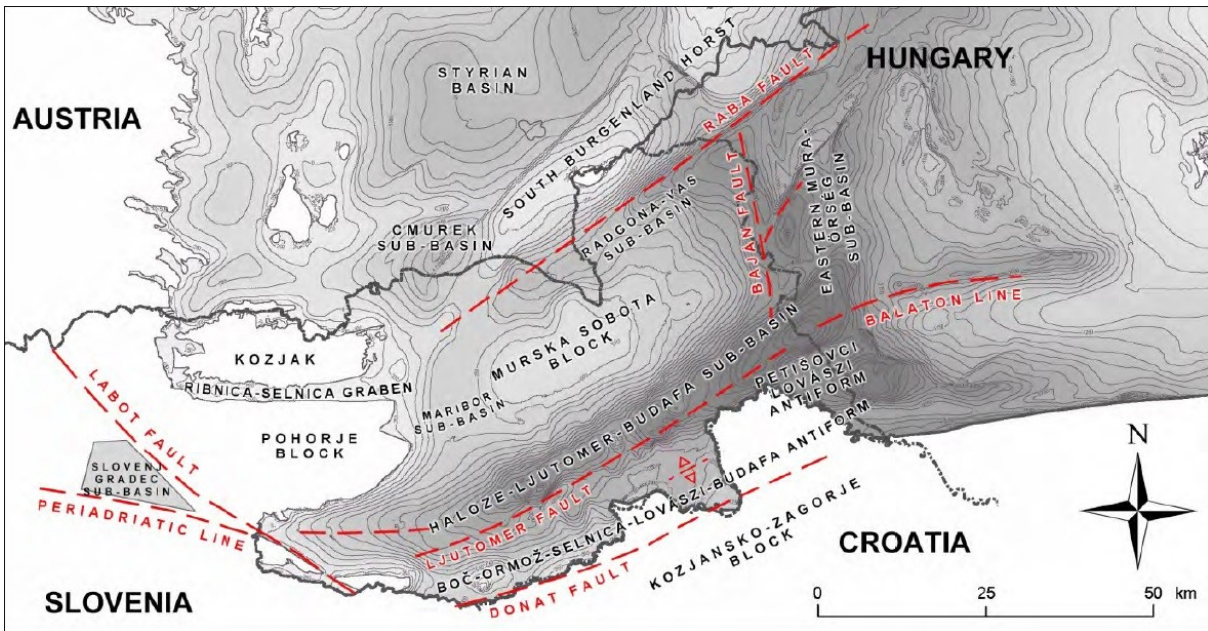 HUNGARY
STYRIAN
BASIN
SOUTH BURGENLAND HORST
RABA FAULT
AUSTRIA
CMUREK
SUB-BASIN
RADGONA-VAS
SUB-BASIN
BAJÁN FAULT
EASTERN MURA-
ÖRSÉG
SUB-BASIN
BALATON LINE
MURSKA SOBOTA
BLOCK
KOZJAK
RIBNICA-SELNICA GRABEN
MARIBOR
SUB-BASIN
LABOT FAULT
POHORJE
BLOCK
HALOZE-LJUTOMER-BUDAFA SUB-BASIN
PETIŠOVCI
LOVASZI
ANTIFORM
SLOVENJ
GRADEC
SUB-BASIN
PERIADRIATIC LINE
LJUTOMER FAULT
BOČ-ORMOŽ-SELNICA-LOVASZI-BUDAFA ANTIFORM
DONAT FAULT
KOZJANSKO-ZAGORJE
BLOCK
N
CROATIA
SLOVENIA
0 25 50 km